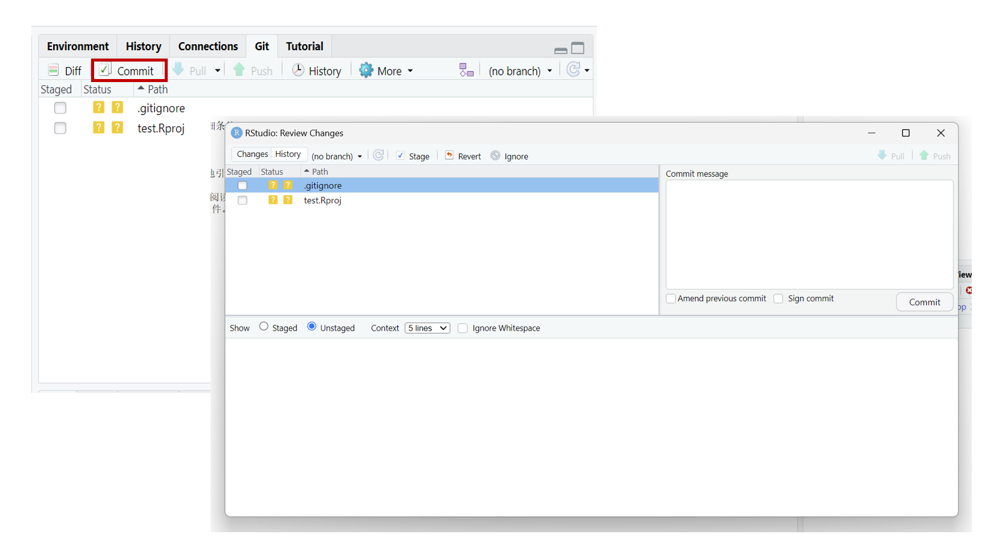 Environment History Connections Git Tutorial
Diff Commit Pull Push History More (no branch)
Staged Status Path
? ? .gitignore
? ? test.Rproj
R RStudio: Review Changes
Changes History (no branch) Stage Revert Ignore Pull Push
Staged Status Path
? ? .gitignore
? ? test.Rproj
Commit message
Amend previous commit Sign commit
Commit
Show Staged Unstaged Context 5 lines Ignore Whitespace
件。